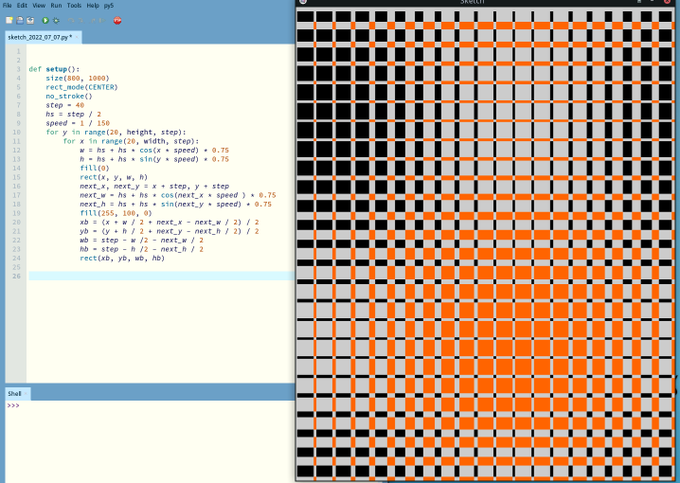 Sketch
File Edit View Run Tools Help py5
sketch_2022_07_07.py *
1
2
3 def setup():
4 size(800, 1000)
5 rect_mode(CENTER)
6 no_stroke()
7 step = 40
8 hs = step / 2
9 speed = 1 / 150
10 for y in range(20, height, step):
11 for x in range(20, width, step):
12 w = hs + hs * cos(x * speed) * 0.75
13 h = hs + hs * sin(y * speed) * 0.75
14 fill(0)
15 rect(x, y, w, h)
16 next_x, next_y = x + step, y + step
17 next_w = hs + hs * cos(next_x * speed ) * 0.75
18 next_h = hs + hs * sin(next_y * speed) * 0.75
19 fill(255, 100, 0)
20 xb = (x + w / 2 + next_x - next_w / 2) / 2
21 yb = (y + h / 2 + next_y - next_h / 2) / 2
22 wb = step - w /2 - next_w / 2
23 hb = step - h /2 - next_h / 2
24 rect(xb, yb, wb, hb)
25
26
Shell
>>>